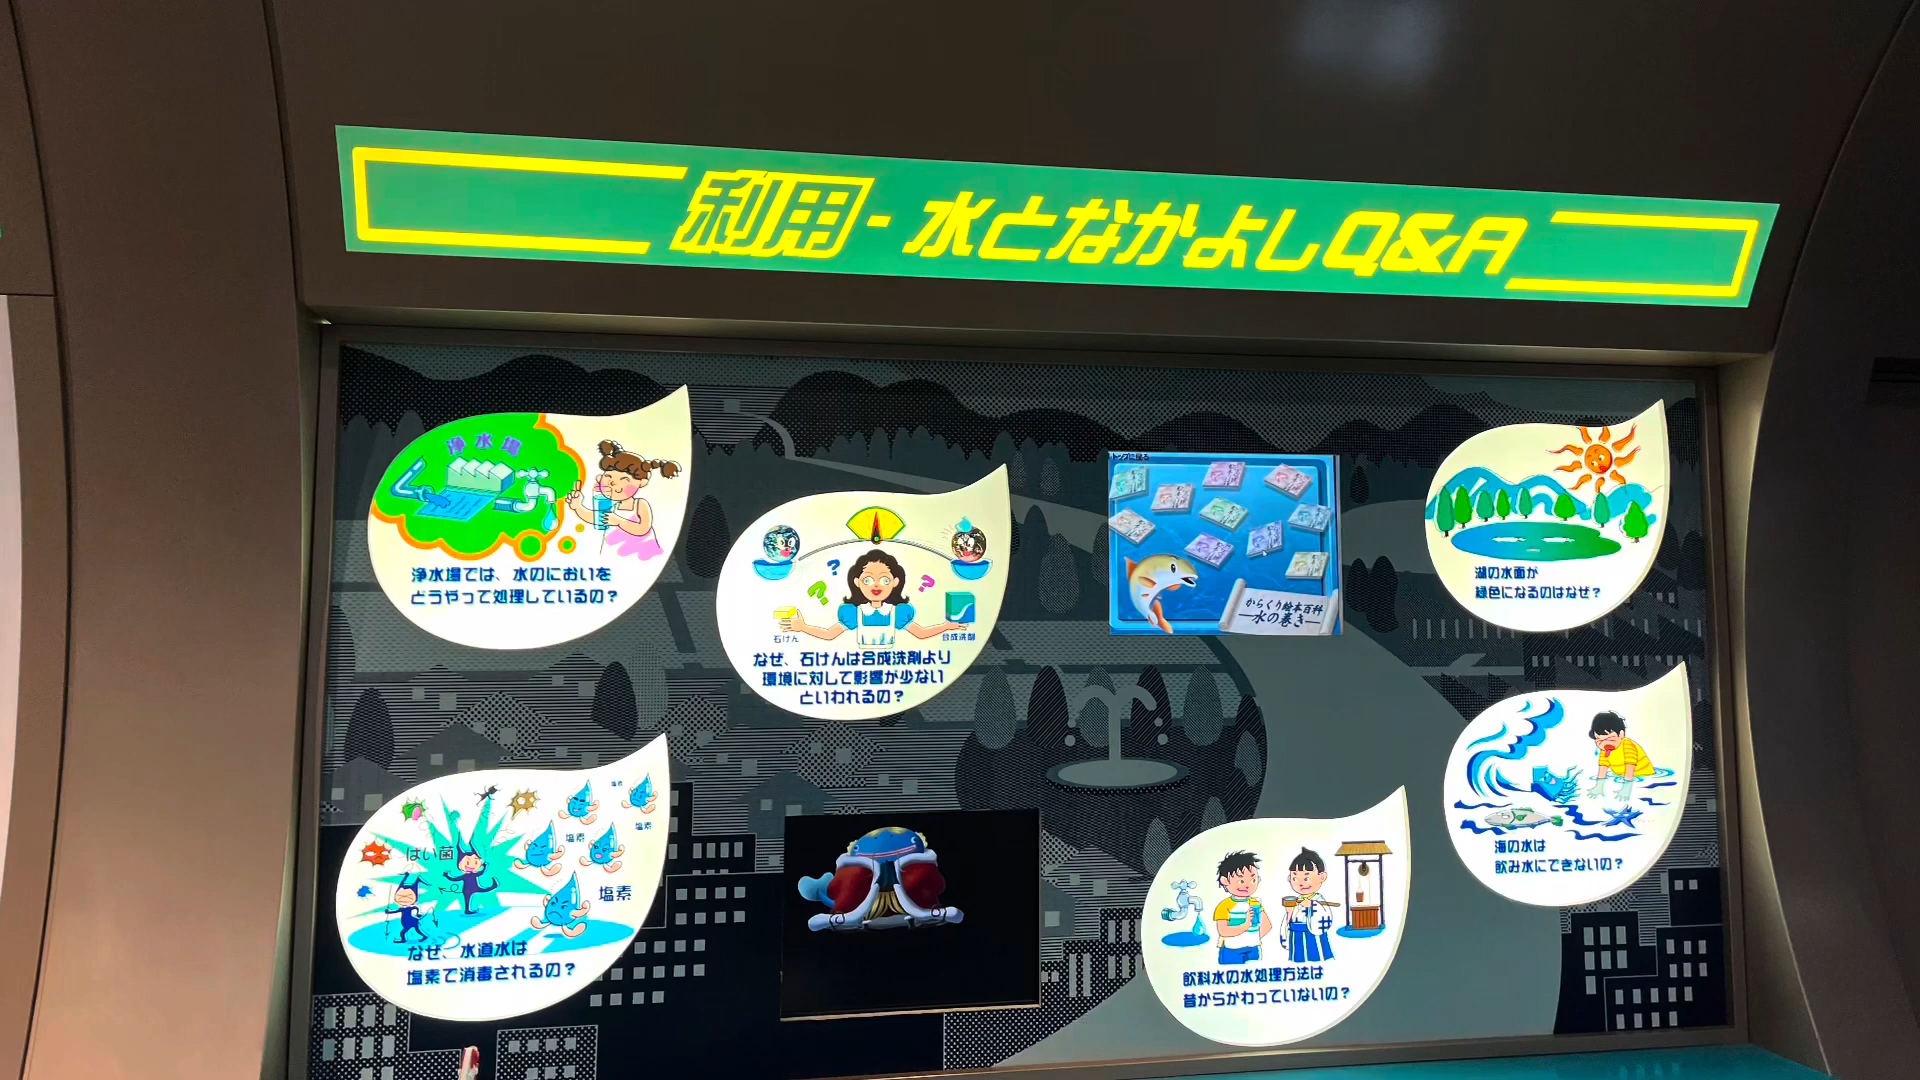 利用-水となかよしQ&A
浄水場
浄水場では、水のにおいを
どうやって処理しているの?
石けん
合成洗剤
なぜ、石けんは合成洗剤より
環境に対して影響が少ない
といわれるの?
トップに戻る
からくり絵本百科
―水の巻き―
湖の水面が
緑色になるのはなぜ?
ばい菌
塩素
塩素
塩素
塩素
なぜ、水道水は
塩素で消毒されるの?
飲料水の水処理方法は
昔からかわっていないの?
海の水は
飲み水にできないの?